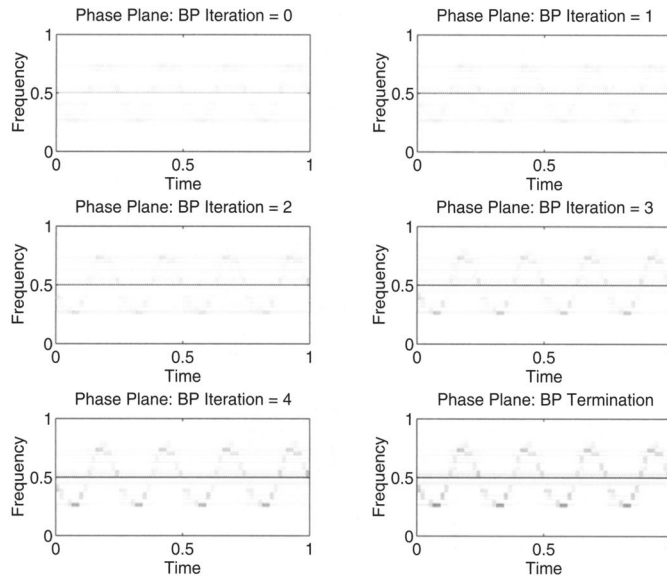 Phase Plane: BP Iteration = 0
1
0.5
0
Frequency
0
0.5
1
Time
Phase Plane: BP Iteration = 1
1
0.5
0
Frequency
0
0.5
1
Time
Phase Plane: BP Iteration = 2
1
0.5
0
Frequency
0
0.5
1
Time
Phase Plane: BP Iteration = 3
1
0.5
0
Frequency
0
0.5
1
Time
Phase Plane: BP Iteration = 4
1
0.5
0
Frequency
0
0.5
1
Time
Phase Plane: BP Termination
1
0.5
0
Frequency
0
0.5
1
Time